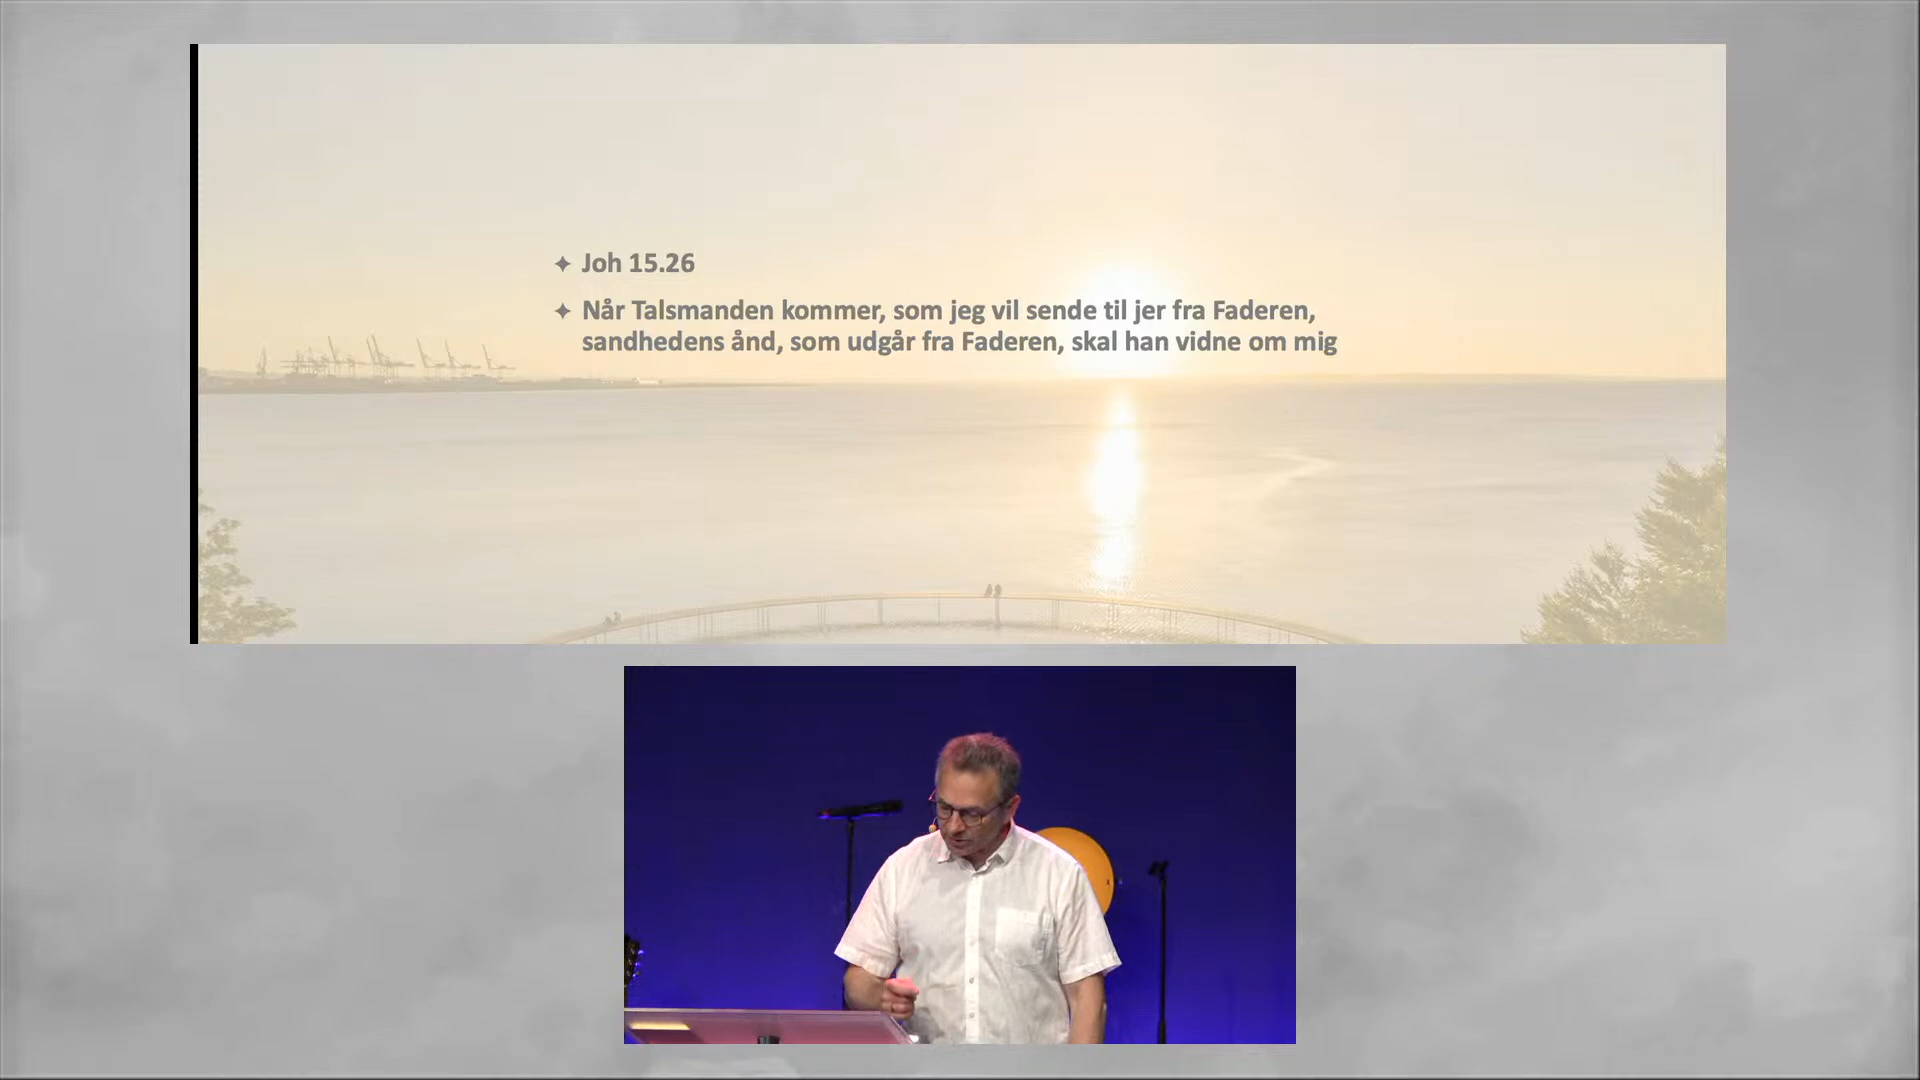 Joh 15.26
Når Talsmanden kommer, som jeg vil sende til jer fra Faderen,
sandhedens ånd, som udgår fra Faderen, skal han vidne om mig